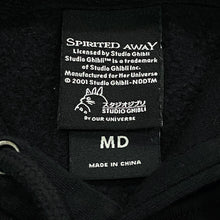 SPIRITED AWAY
Licensed by Studio Ghibli
Studio Ghibli™ is a trademark
of Studio Ghibli Inc.
Manufactured for Her Universe
© 2001 Studio Ghibli - NDDTM
スタジオジブリ
STUDIO GHIBLI
BY OUR UNIVERSE
MD
MADE IN CHINA